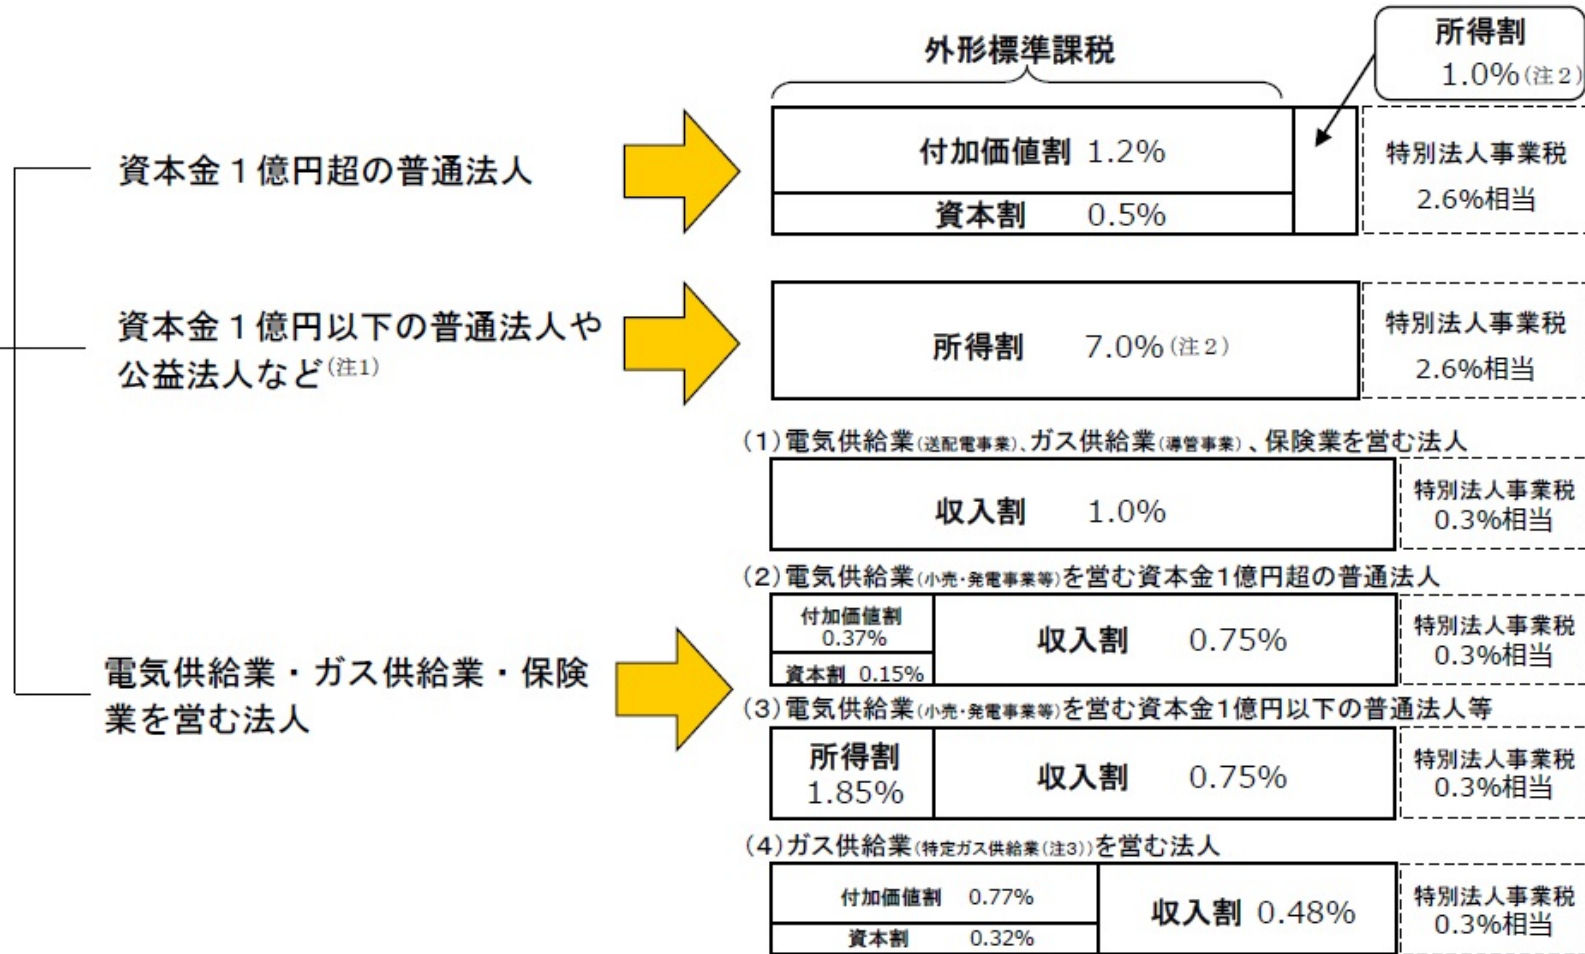 外形標準課税
所得割
1.0%(注2)
資本金1億円超の普通法人
付加価値割 1.2%
資本割 0.5%
特別法人事業税
2.6%相当
資本金1億円以下の普通法人や
公益法人など(注1)
所得割 7.0%(注2)
特別法人事業税
2.6%相当
電気供給業・ガス供給業・保険
業を営む法人
(1)電気供給業(送配電事業)、ガス供給業(導管事業)、保険業を営む法人
収入割 1.0%
特別法人事業税
0.3%相当
(2)電気供給業(小売・発電事業等)を営む資本金1億円超の普通法人
付加価値割
0.37%
資本割 0.15%
収入割 0.75%
特別法人事業税
0.3%相当
(3)電気供給業(小売・発電事業等)を営む資本金1億円以下の普通法人等
所得割
1.85%
収入割 0.75%
特別法人事業税
0.3%相当
(4)ガス供給業(特定ガス供給業(注3))を営む法人
付加価値割 0.77%
資本割 0.32%
収入割 0.48%
特別法人事業税
0.3%相当